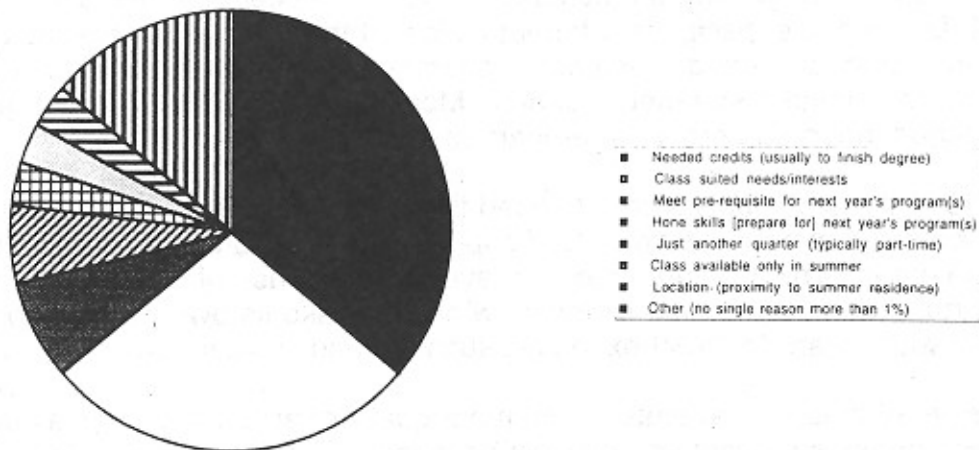 Needed credits (usually to finish degree)
Class suited needs/interests
Meet pre-requisite for next year's program(s)
Hone skills [prepare for] next year's program(s)
Just another quarter (typically part-time)
Class available only in summer
Location (proximity to summer residence)
Other (no single reason more than 1%)